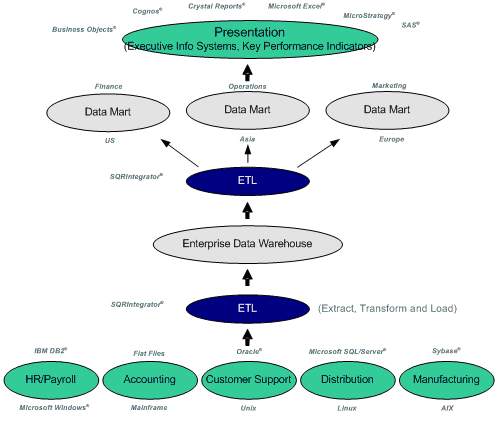 Cognos®
Crystal Reports®
Microsoft Excel®
MicroStrategy®
Business Objects®
SAS®
Presentation
(Executive Info Systems, Key Performance Indicators)
Finance
Operations
Marketing
Data Mart
Data Mart
Data Mart
US
Asia
Europe
SQRIntegrator®
ETL
Enterprise Data Warehouse
SQRIntegrator®
ETL
(Extract, Transform and Load)
IBM DB2®
Flat Files
Oracle®
Microsoft SQL/Server®
Sybase®
HR/Payroll
Accounting
Customer Support
Distribution
Manufacturing
Microsoft Windows®
Mainframe
Unix
Linux
AIX